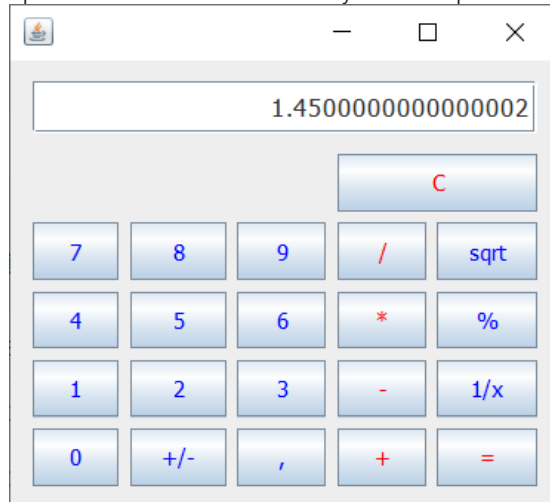 1.4500000000000002
C
7 8 9 / sqrt
4 5 6 * %
1 2 3 - 1/x
0 +/- , + =